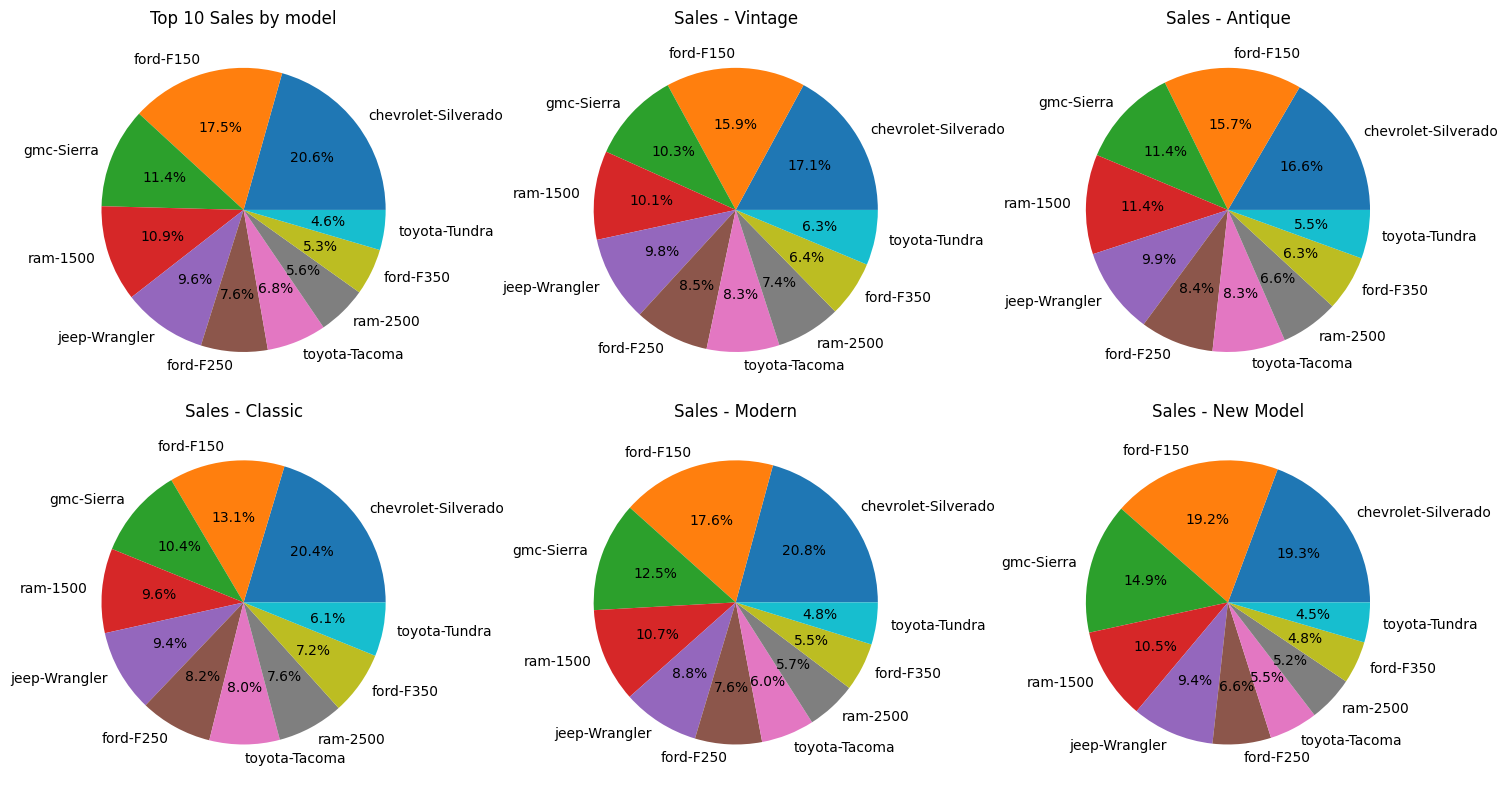 Top 10 Sales by model
ford-F150
chevrolet-Silverado
17.5%
20.6%
gmc-Sierra
11.4%
4.6%
toyota-Tundra
ram-1500
10.9%
5.3%
ford-F350
9.6%
7.6%
6.8%
5.6%
ram-2500
jeep-Wrangler
toyota-Tacoma
ford-F250
Sales - Vintage
ford-F150
gmc-Sierra
chevrolet-Silverado
15.9%
10.3%
17.1%
ram-1500
10.1%
6.3%
toyota-Tundra
9.8%
6.4%
jeep-Wrangler
8.5%
8.3%
7.4%
ford-F350
ford-F250
ram-2500
toyota-Tacoma
Sales - Antique
ford-F150
gmc-Sierra
chevrolet-Silverado
15.7%
11.4%
16.6%
ram-1500
11.4%
5.5%
toyota-Tundra
9.9%
6.3%
jeep-Wrangler
8.4%
8.3%
6.6%
ford-F350
ford-F250
ram-2500
toyota-Tacoma
Sales - Classic
ford-F150
gmc-Sierra
chevrolet-Silverado
13.1%
10.4%
20.4%
ram-1500
9.6%
6.1%
toyota-Tundra
9.4%
7.2%
jeep-Wrangler
8.2%
8.0%
7.6%
ford-F350
ford-F250
ram-2500
toyota-Tacoma
Sales - Modern
ford-F150
chevrolet-Silverado
17.6%
20.8%
gmc-Sierra
12.5%
4.8%
toyota-Tundra
ram-1500
10.7%
5.5%
ford-F350
8.8%
7.6%
6.0%
5.7%
ram-2500
jeep-Wrangler
toyota-Tacoma
ford-F250
Sales - New Model
ford-F150
chevrolet-Silverado
19.2%
19.3%
gmc-Sierra
14.9%
4.5%
toyota-Tundra
ram-1500
10.5%
4.8%
ford-F350
9.4%
6.6%
5.5%
5.2%
ram-2500
jeep-Wrangler
toyota-Tacoma
ford-F250